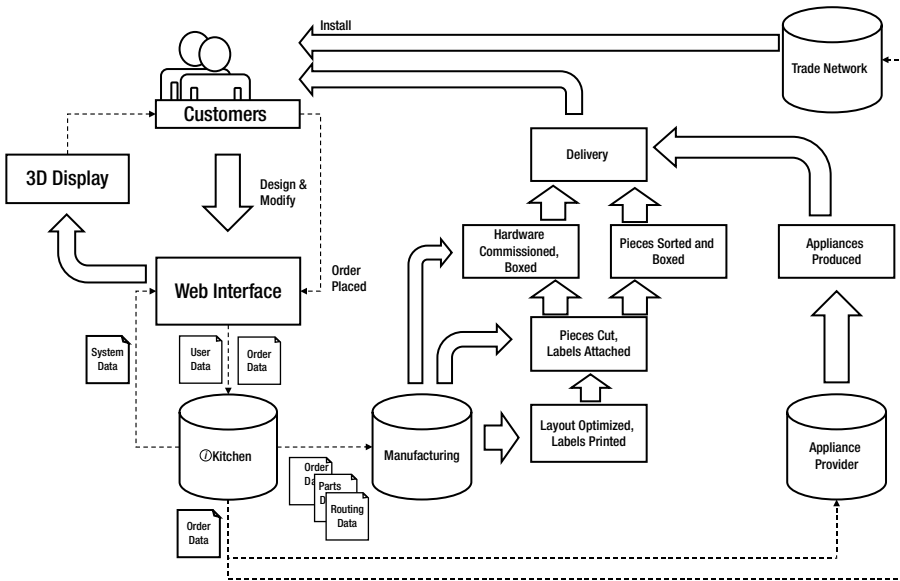 Install
Trade Network
Customers
Delivery
3D Display
Design &
Modify
Hardware
Commissioned,
Boxed
Pieces Sorted and
Boxed
Appliances
Produced
Web Interface
Order
Placed
System
Data
User
Data
Order
Data
Pieces Cut,
Labels Attached
iKitchen
Manufacturing
Layout Optimized,
Labels Printed
Appliance
Provider
Order
Da
Parts
D
Routing
Data
Order
Data